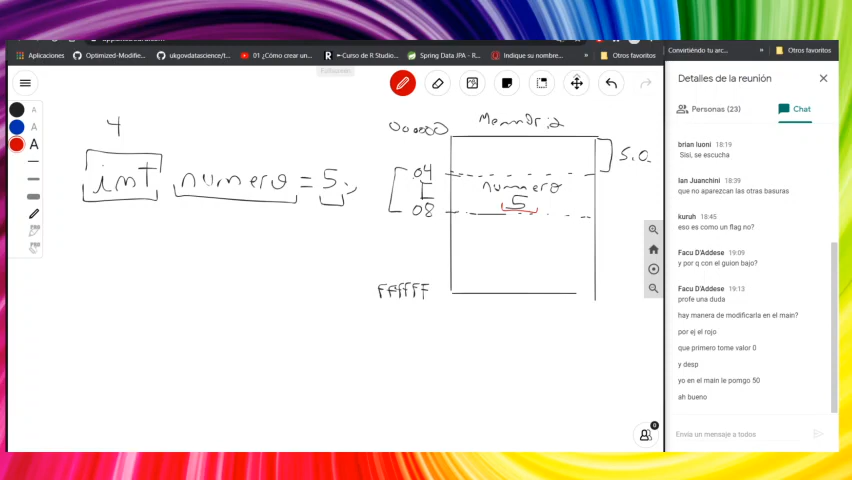 Aplicaciones
Optimized-Modifie...
ukgovdatascience/t...
01 ¿Cómo crear un...
Curso de R Studio...
Spring Data JPA - R...
Indique su nombre...
»
Otros favoritos
Convirtiéndo tu arc...
»
Otros favoritos
Fullscreen
A
A
A
4
int numero = 5;
000000
Memoria
S.O.
04
numero
5
08
FFFFFF
0
Detalles de la reunión
Personas (23)
Chat
brian luoni 18:19
Sisi, se escucha
Ian Juanchini 18:39
que no aparezcan las otras basuras
kuruh 18:45
eso es como un flag no?
Facu D'Addese 19:09
y por q con el guion bajo?
Facu D'Addese 19:13
profe una duda
hay manera de modificarla en el main?
por ej el rojo
que primero tome valor 0
y desp
yo en el main le pomgo 50
ah bueno
Envía un mensaje a todos